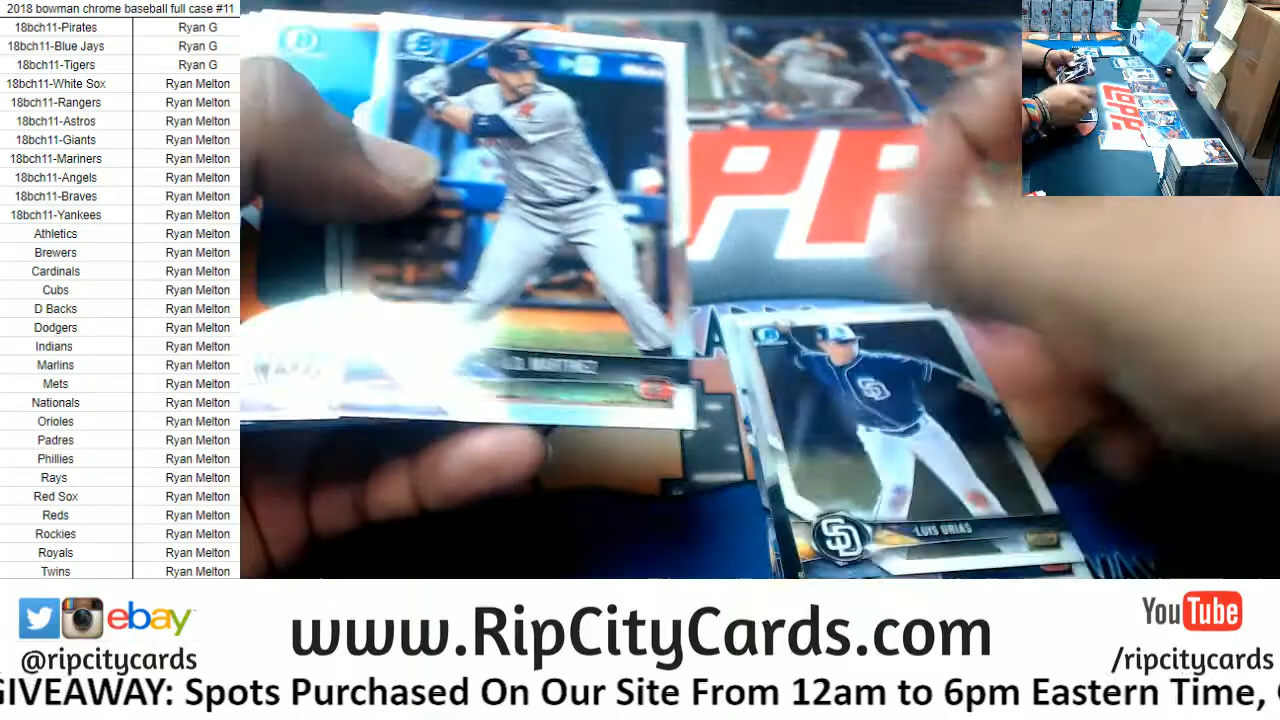 2018 bowman chrome baseball full case #11
18bch11-Pirates Ryan G
18bch11-Blue Jays Ryan G
18bch11-Tigers Ryan G
18bch11-White Sox Ryan Melton
18bch11-Rangers Ryan Melton
18bch11-Astros Ryan Melton
18bch11-Giants Ryan Melton
18bch11-Mariners Ryan Melton
18bch11-Angels Ryan Melton
18bch11-Braves Ryan Melton
18bch11-Yankees Ryan Melton
Athletics Ryan Melton
Brewers Ryan Melton
Cardinals Ryan Melton
Cubs Ryan Melton
D Backs Ryan Melton
Dodgers Ryan Melton
Indians Ryan Melton
Marlins Ryan Melton
Mets Ryan Melton
Nationals Ryan Melton
Orioles Ryan Melton
Padres Ryan Melton
Phillies Ryan Melton
Rays Ryan Melton
Red Sox Ryan Melton
Reds Ryan Melton
Rockies Ryan Melton
Royals Ryan Melton
Twins Ryan Melton
MARTINEZ
SD
LUIS URIAS
SD
ebay
@ripcitycards
www.RipCityCards.com
YouTube
/ripcitycards
GIVEAWAY: Spots Purchased On Our Site From 12am to 6pm Eastern Time,